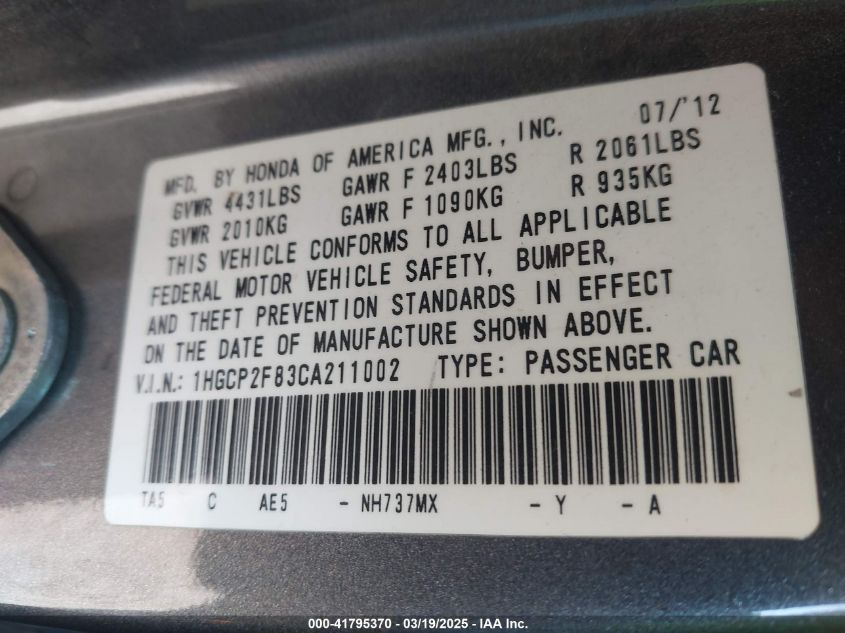 MFD. BY HONDA OF AMERICA MFG., INC. 07/'12
GVWR 4431LBS GAWR F 2403LBS R 2061LBS
GVWR 2010KG GAWR F 1090KG R 935KG
THIS VEHICLE CONFORMS TO ALL APPLICABLE
FEDERAL MOTOR VEHICLE SAFETY, BUMPER,
AND THEFT PREVENTION STANDARDS IN EFFECT
ON THE DATE OF MANUFACTURE SHOWN ABOVE.
V.I.N.: 1HGCP2F83CA211002 TYPE: PASSENGER CAR
TA5 C AE5 - NH737MX - Y - A
000-41795370 - 03/19/2025 - IAA Inc.